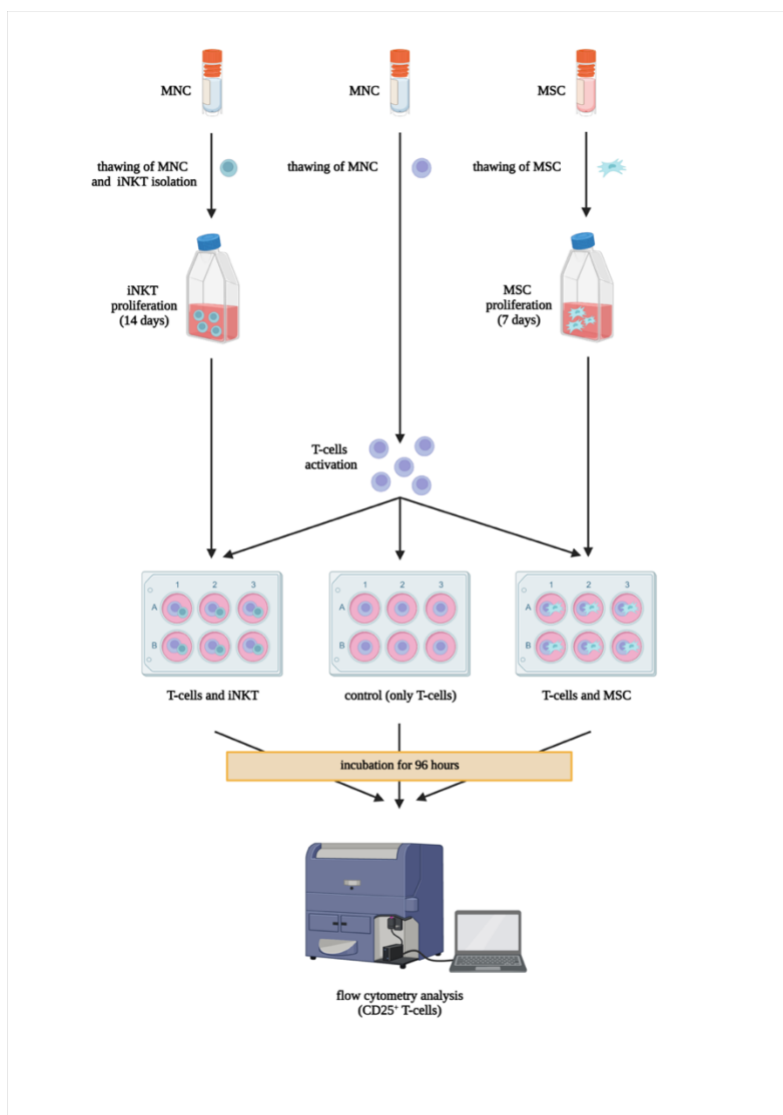 MNC
MNC
MSC
thawing of MNC
and iNKT isolation
thawing of MNC
thawing of MSC
iNKT
proliferation
(14 days)
MSC
proliferation
(7 days)
T-cells
activation
1 2 3
A
B
1 2 3
A
B
1 2 3
A
B
T-cells and iNKT
control (only T-cells)
T-cells and MSC
incubation for 96 hours
flow cytometry analysis
(CD25⁺ T-cells)